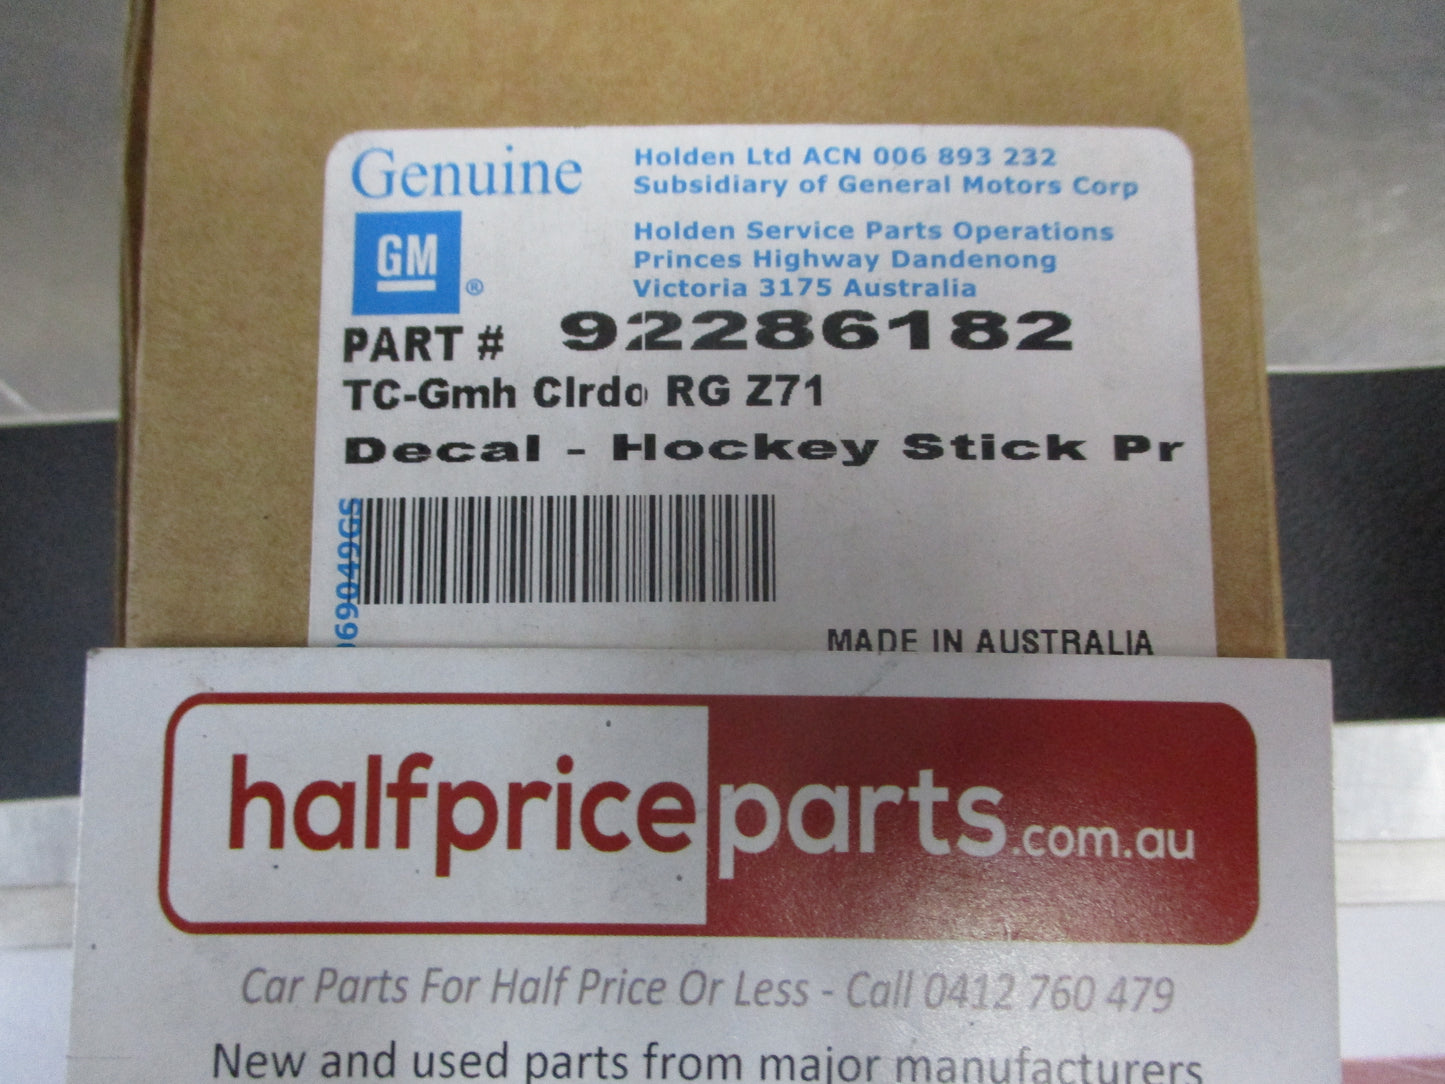 Genuine
GM ®
Holden Ltd ACN 006 893 232
Subsidiary of General Motors Corp
Holden Service Parts Operations
Princes Highway Dandenong
Victoria 3175 Australia
PART # 92286182
TC-Gmh Clrdo RG Z71
Decal - Hockey Stick Pr
069049GS
MADE IN AUSTRALIA
halfpriceparts.com.au
Car Parts For Half Price Or Less - Call 0412 760 479
New and used parts from major manufacturers